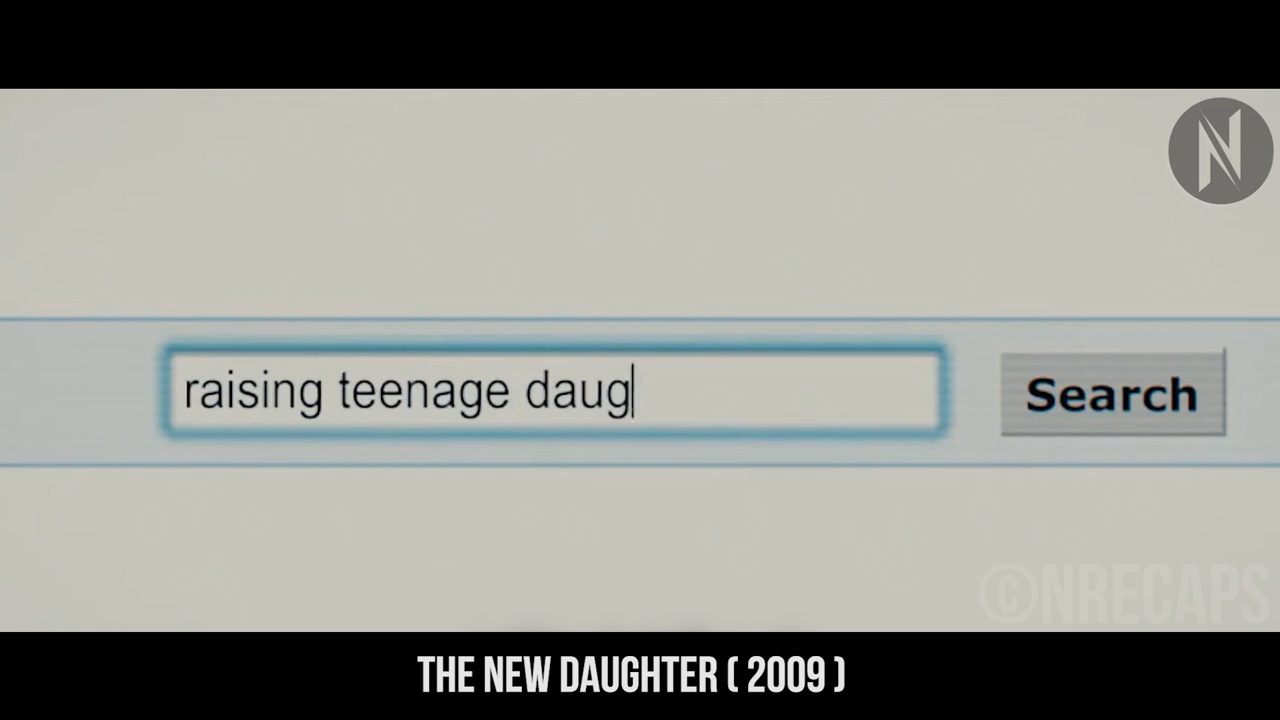 N
raising teenage daug
Search
©NRECAPS
THE NEW DAUGHTER ( 2009 )